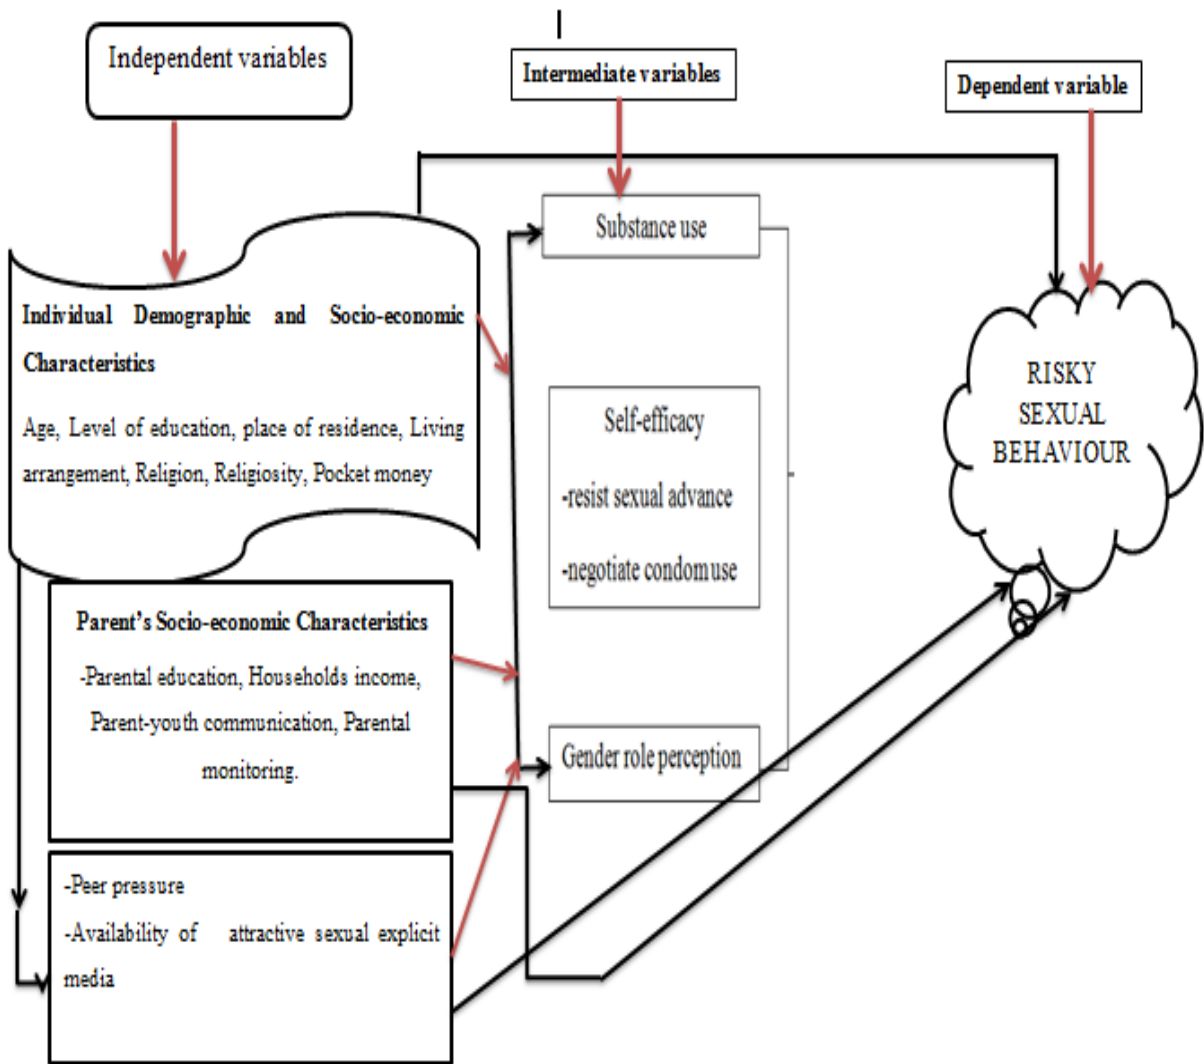 Independent variables
Intermediate variables
Dependent variable
Individual Demographic and Socio-economic
Characteristics
Age, Level of education, place of residence, Living
arrangement, Religion, Religiosity, Pocket money
Parent's Socio-economic Characteristics
-Parental education, Households income,
Parent-youth communication, Parental
monitoring.
-Peer pressure
-Availability of attractive sexual explicit
media
Substance use
Self-efficacy
-resist sexual advance
-negotiate condom use
Gender role perception
RISKY
SEXUAL
BEHAVIOUR